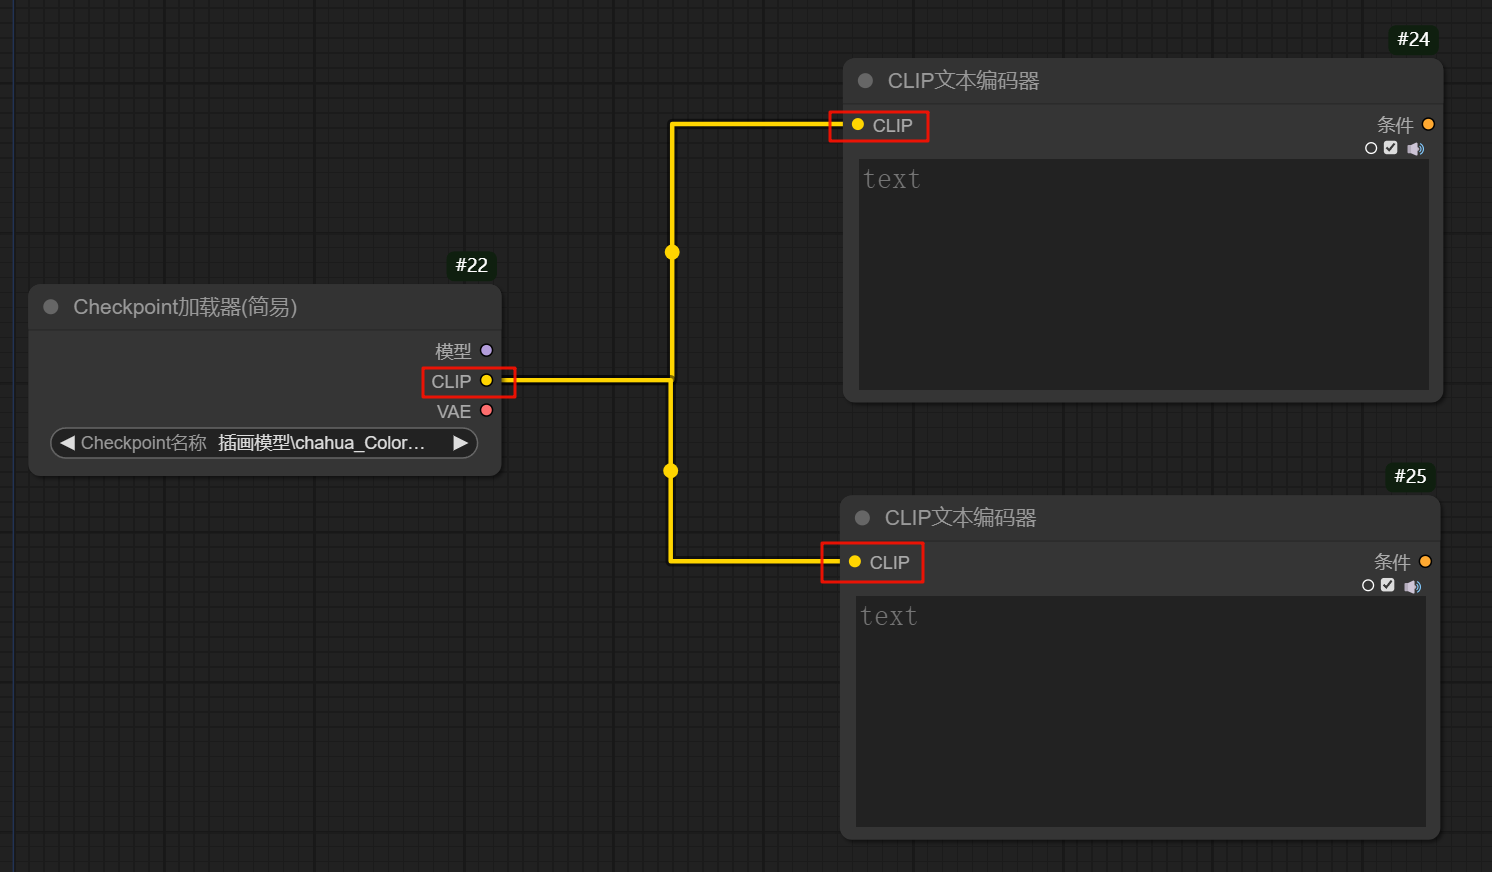 #22
Checkpoint加载器(简易)
模型
CLIP
VAE
Checkpoint名称 插画模型\chahua_Color...
#24
CLIP文本编码器
CLIP 条件
text
#25
CLIP文本编码器
CLIP 条件
text